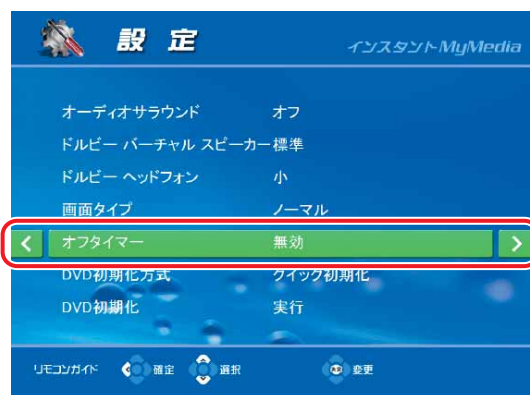 設 定
インスタントMyMedia
オーディオサラウンド オフ
ドルビー バーチャル スピーカー 標準
ドルビー ヘッドフォン 小
画面タイプ ノーマル
オフタイマー 無効
DVD初期化方式 クイック初期化
DVD初期化 実行
リモコンガイド 確定 選択 変更